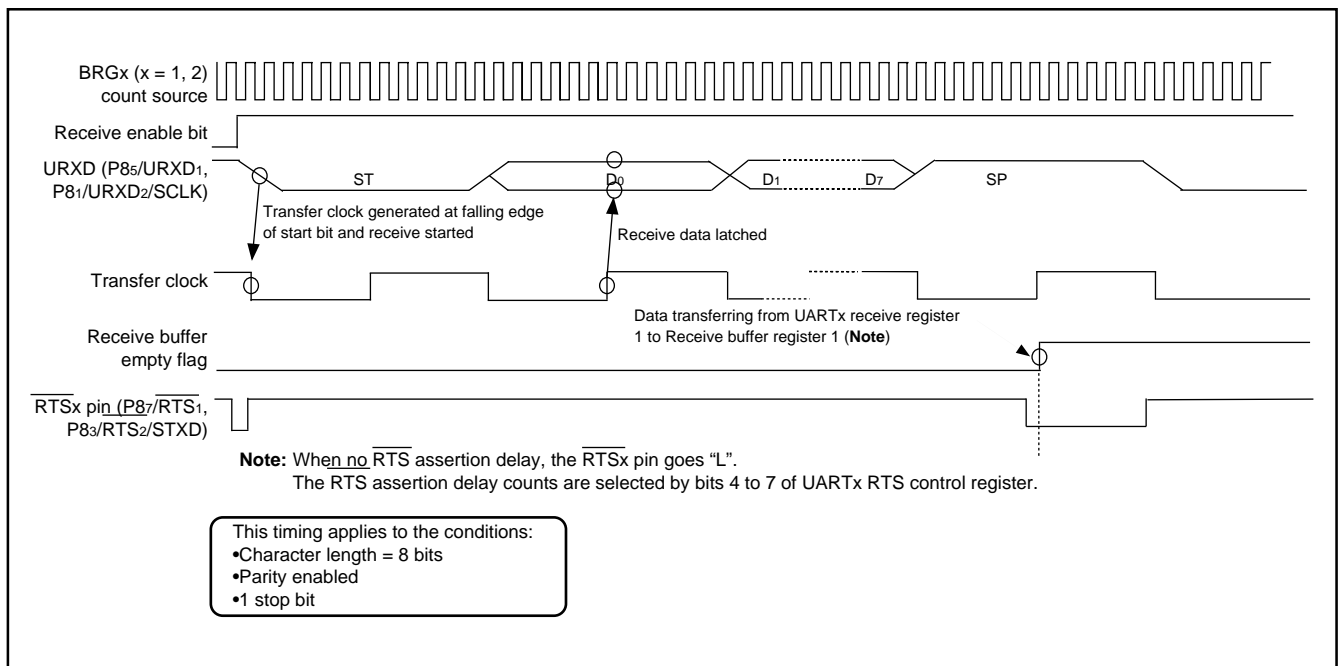 BRGx (x = 1, 2)
count source
Receive enable bit
URXD (P85/URXD1,
P81/URXD2/SCLK)
ST
D0
D1
D7
SP
Transfer clock generated at falling edge
of start bit and receive started
Receive data latched
Transfer clock
Data transferring from UARTx receive register
1 to Receive buffer register 1 (Note)
Receive buffer
empty flag
RTSx pin (P87/RTS1,
P83/RTS2/STXD)
Note: When no RTS assertion delay, the RTSx pin goes “L”.
The RTS assertion delay counts are selected by bits 4 to 7 of UARTx RTS control register.
This timing applies to the conditions:
•Character length = 8 bits
•Parity enabled
•1 stop bit